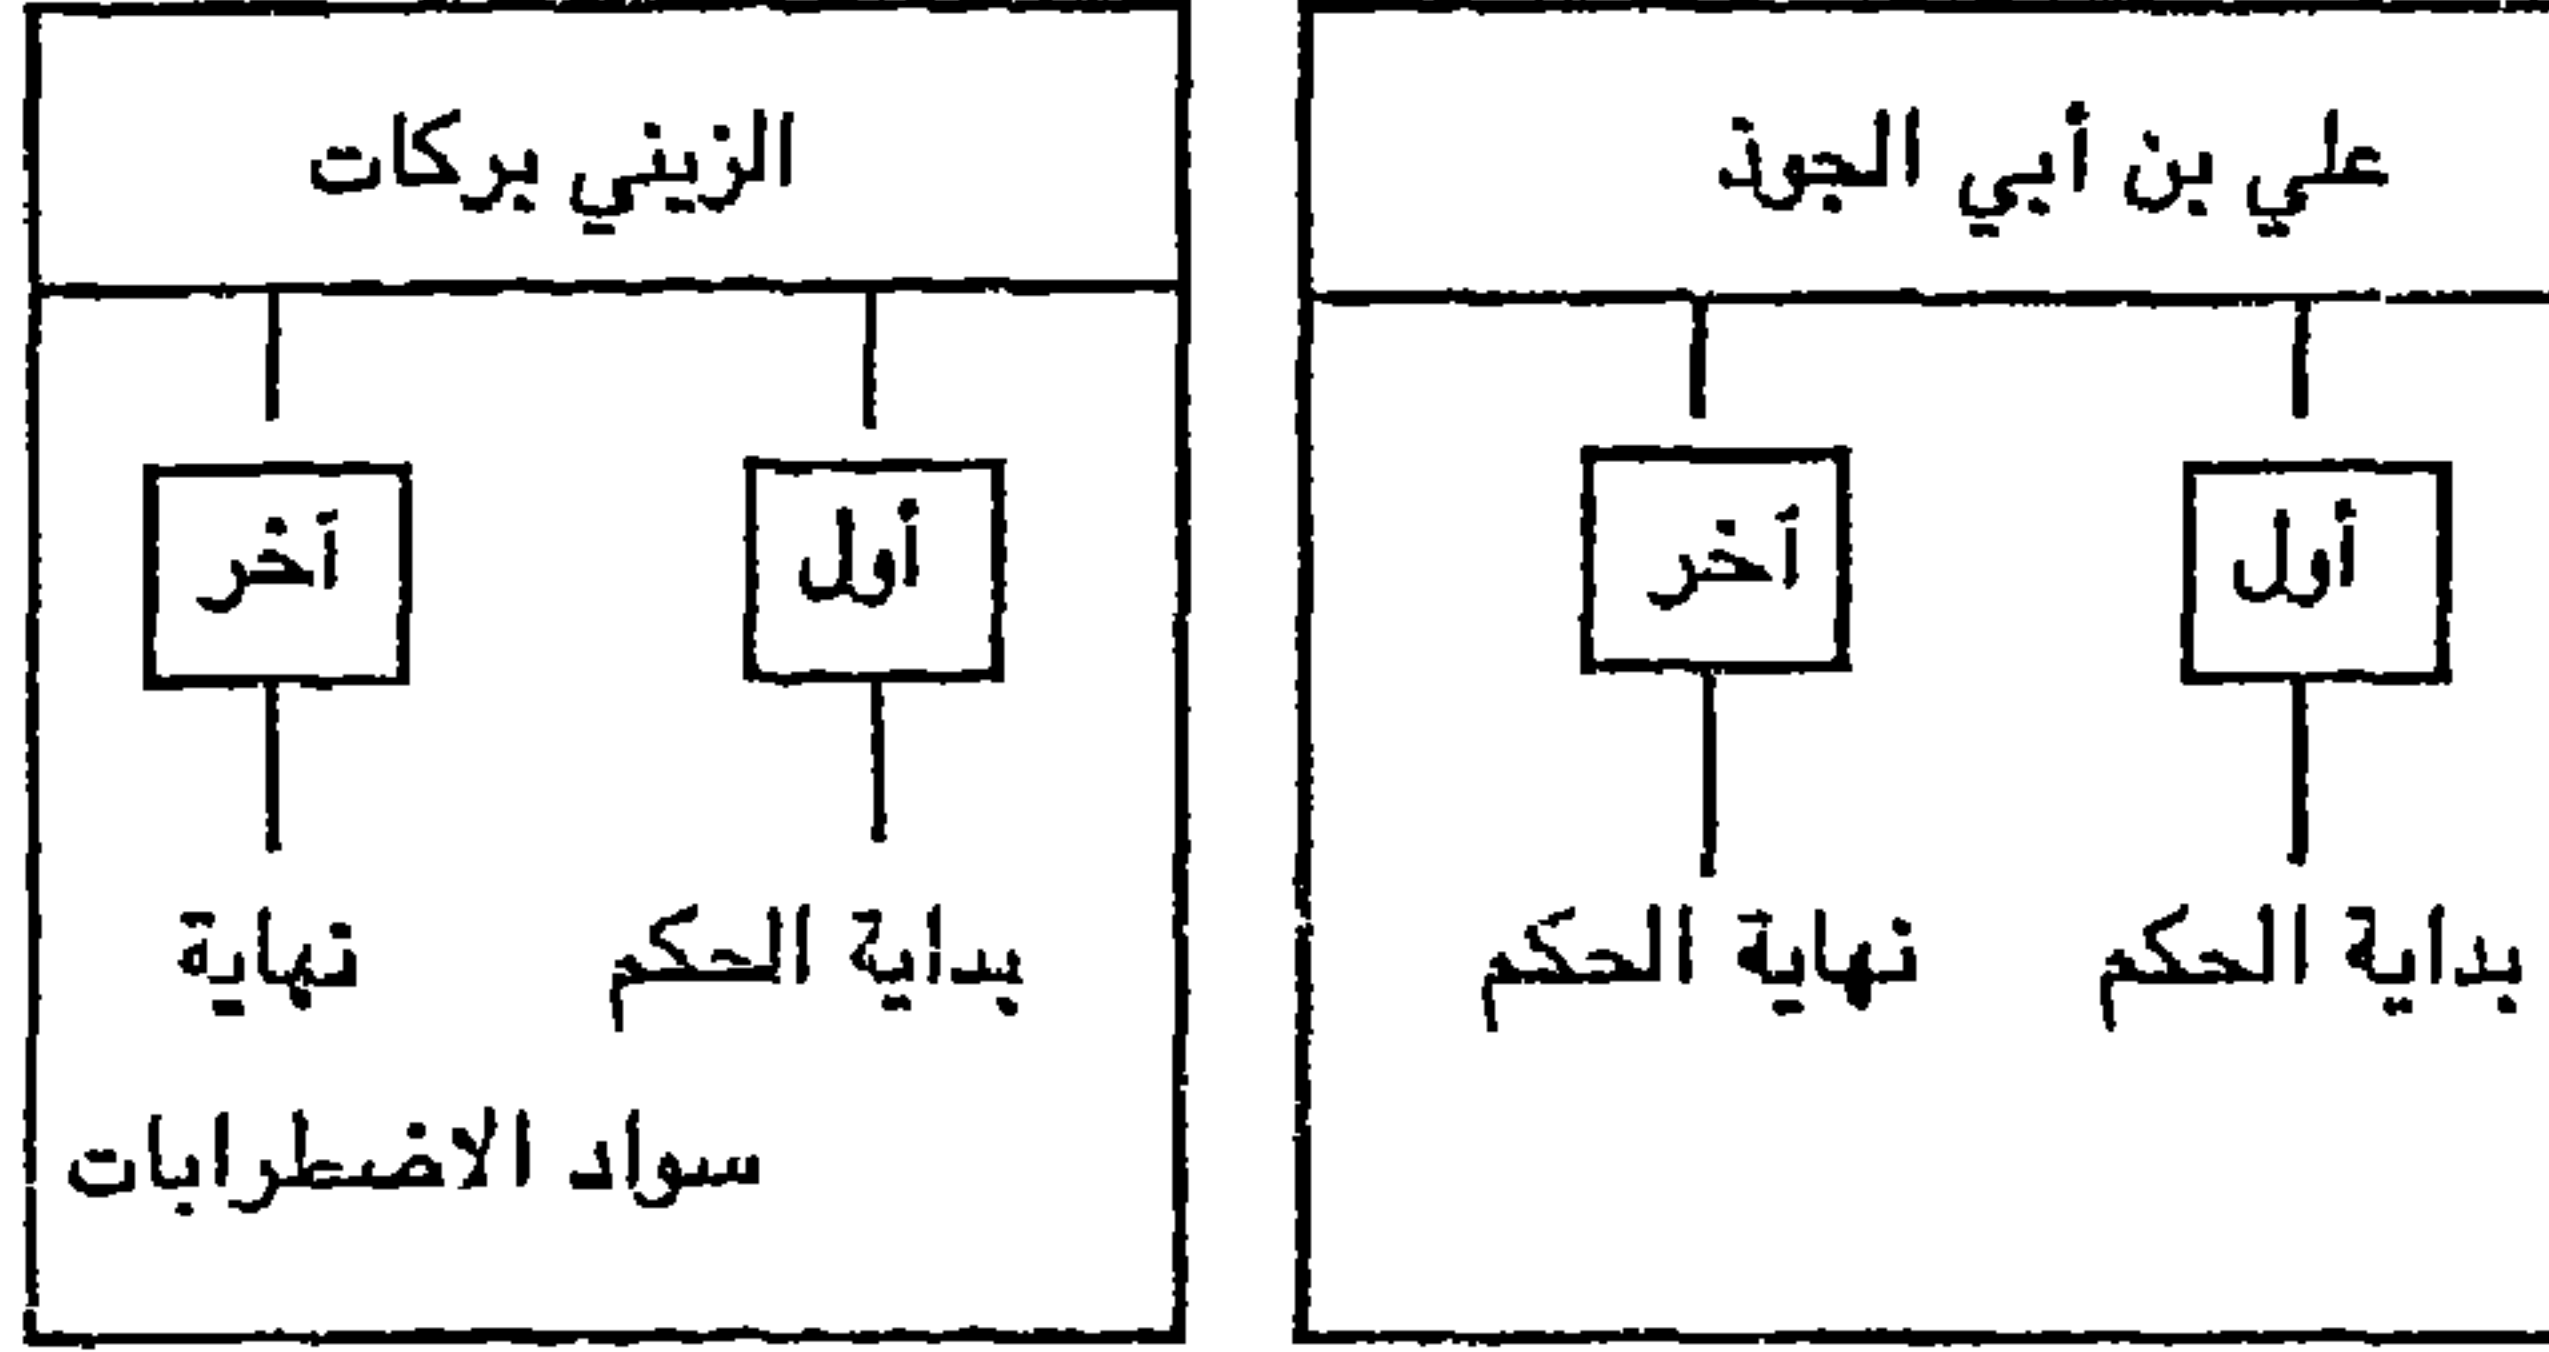 علي بن أبي الجوذ
أول
آخر
بداية الحكم
نهاية الحكم
الزيني بركات
أول
آخر
بداية الحكم
نهاية
سواد الاضطرابات